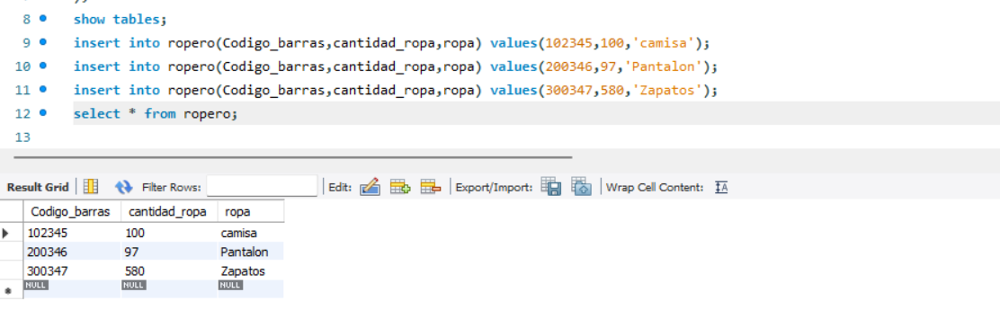 8 show tables;
9 insert into ropero(Codigo_barras,cantidad_ropa,ropa) values(102345,100,'camisa');
10 insert into ropero(Codigo_barras,cantidad_ropa,ropa) values(200346,97,'Pantalon');
11 insert into ropero(Codigo_barras,cantidad_ropa,ropa) values(300347,580,'Zapatos');
12 select * from ropero;
13
Result Grid Filter Rows: Edit: Export/Import: Wrap Cell Content: IA
Codigo_barras cantidad_ropa ropa
102345 100 camisa
200346 97 Pantalon
300347 580 Zapatos
NULL NULL NULL